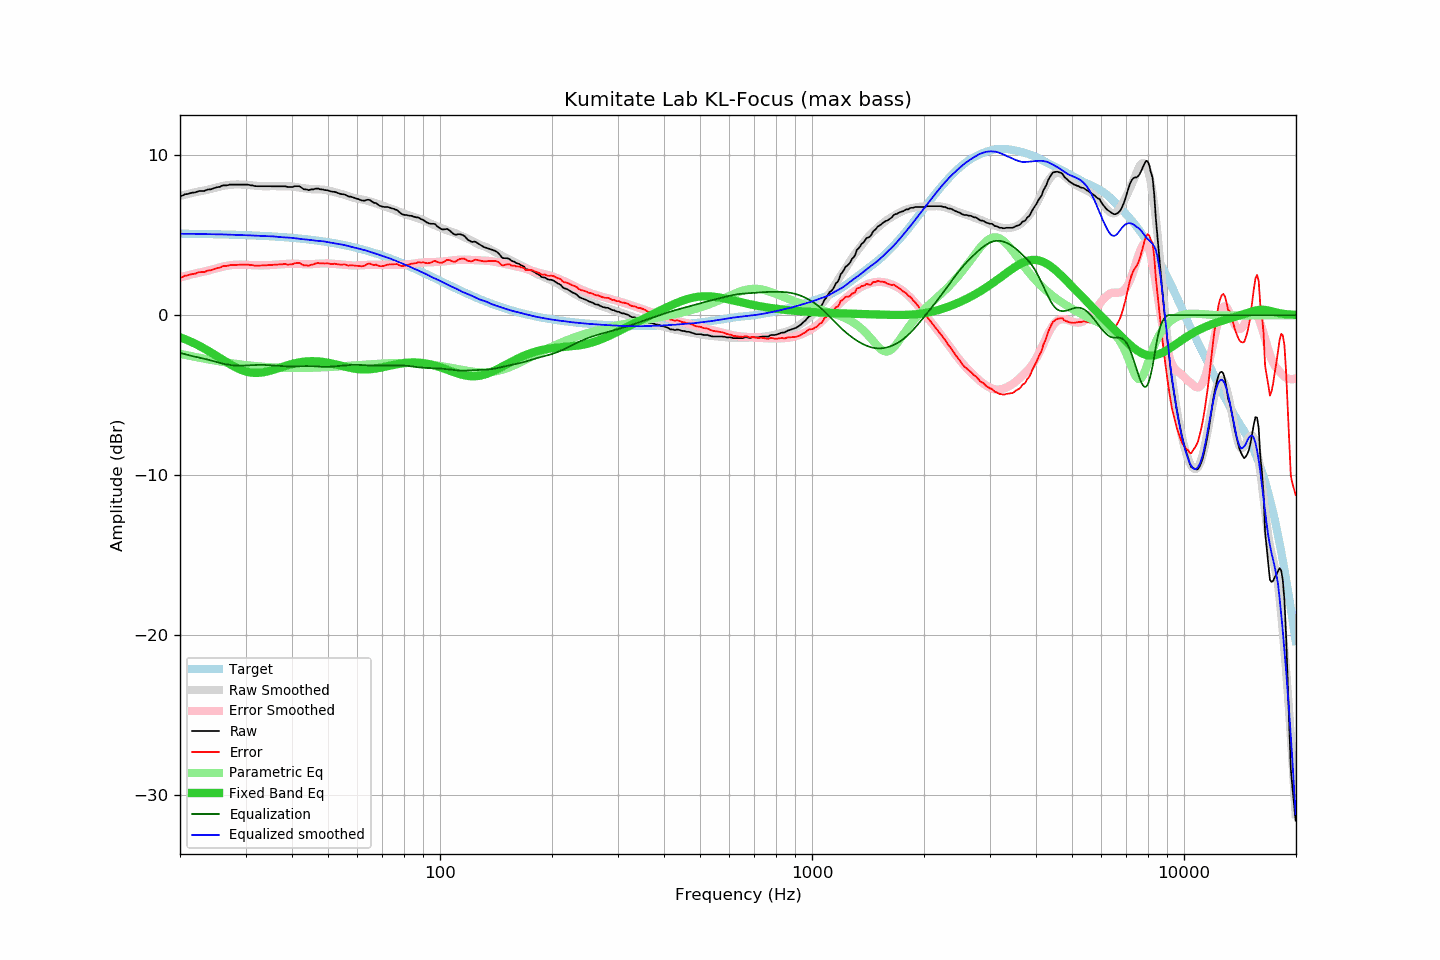 Kumitate Lab KL-Focus (max bass)
10
0
−10
−20
−30
Amplitude (dBr)
Target
Raw Smoothed
Error Smoothed
Raw
Error
Parametric Eq
Fixed Band Eq
Equalization
Equalized smoothed
100
1000
10000
Frequency (Hz)